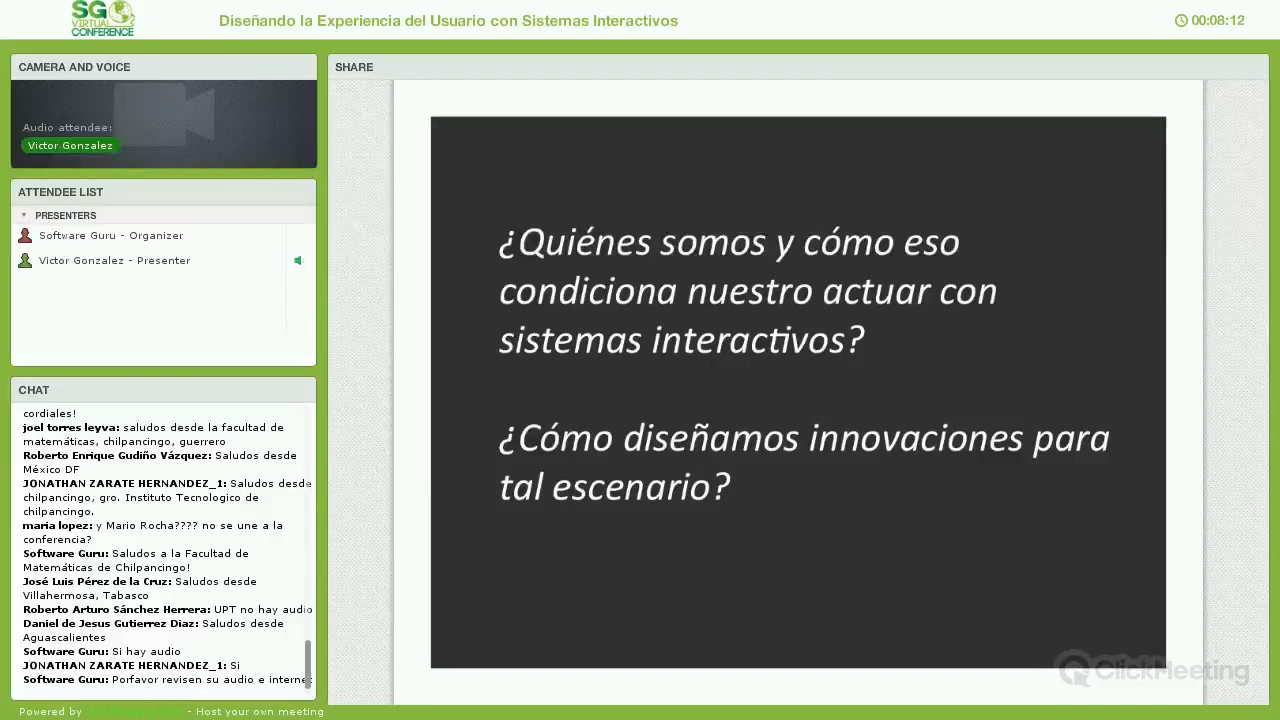 SG
VIRTUAL
CONFERENCE
Diseñando la Experiencia del Usuario con Sistemas Interactivos
00:08:12
CAMERA AND VOICE
Audio attendee:
Victor Gonzalez
ATTENDEE LIST
PRESENTERS
Software Guru - Organizer
Victor Gonzalez - Presenter
CHAT
cordiales!
joel torres leyva: saludos desde la facultad de
matemáticas, chilpancingo, guerrero
Roberto Enrique Gudiño Vázquez: Saludos desde
México DF
JONATHAN ZARATE HERNANDEZ_1: Saludos desde
chilpancingo, gro. Instituto Tecnologico de
chilpancingo.
maria lopez: y Mario Rocha???? no se une a la
conferencia?
Software Guru: Saludos a la Facultad de
Matemáticas de Chilpancingo!
José Luis Pérez de la Cruz: Saludos desde
Villahermosa, Tabasco
Roberto Arturo Sánchez Herrera: UPT no hay audio
Daniel de Jesus Gutierrez Diaz: Saludos desde
Aguascalientes
Software Guru: Si hay audio
JONATHAN ZARATE HERNANDEZ_1: Si
Software Guru: Porfavor revisen su audio e internet
Powered by - Host your own meeting
SHARE
¿Quiénes somos y cómo eso
condiciona nuestro actuar con
sistemas interactivos?
¿Cómo diseñamos innovaciones para
tal escenario?
ClickMeeting